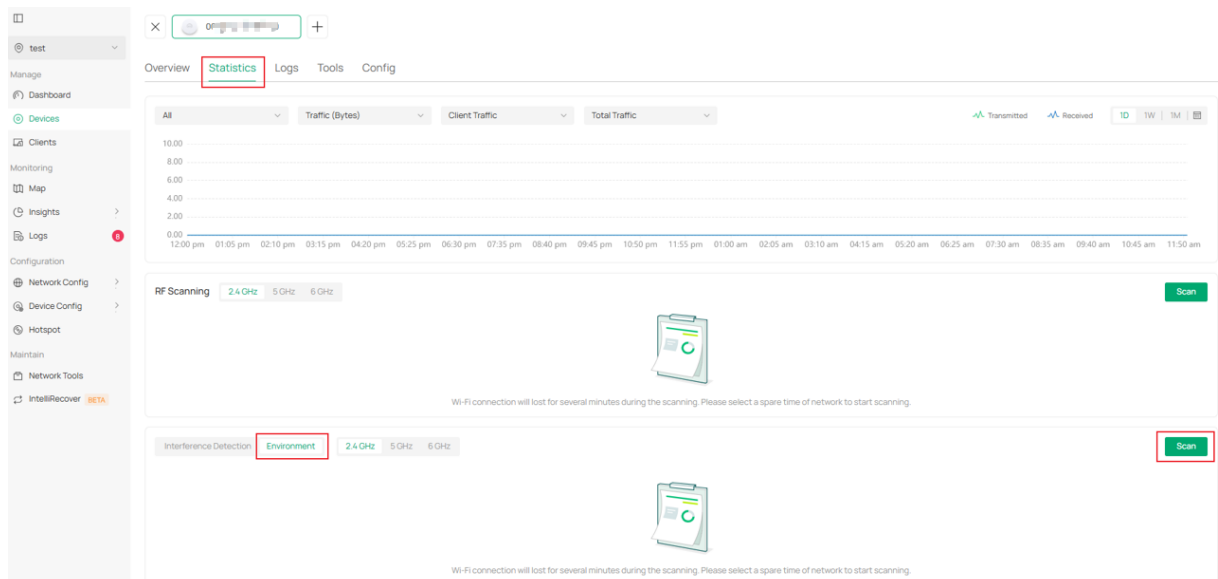 test
Manage
Dashboard
Devices
Clients
Monitoring
Map
Insights
Logs 8
Configuration
Network Config
Device Config
Hotspot
Maintain
Network Tools
IntelliRecover BETA
Overview Statistics Logs Tools Config
All Traffic (Bytes) Client Traffic Total Traffic Transmitted Received 1D 1W 1M
10.00
8.00
6.00
4.00
2.00
0.00
12:00 pm 01:05 pm 02:10 pm 03:15 pm 04:20 pm 05:25 pm 06:30 pm 07:35 pm 08:40 pm 09:45 pm 10:50 pm 11:55 pm 01:00 am 02:05 am 03:10 am 04:15 am 05:20 am 06:25 am 07:30 am 08:35 am 09:40 am 10:45 am 11:50 am
RF Scanning 2.4 GHz 5 GHz 6 GHz Scan
Wi-Fi connection will lost for several minutes during the scanning. Please select a spare time of network to start scanning.
Interference Detection Environment 2.4 GHz 5 GHz 6 GHz Scan
Wi-Fi connection will lost for several minutes during the scanning. Please select a spare time of network to start scanning.